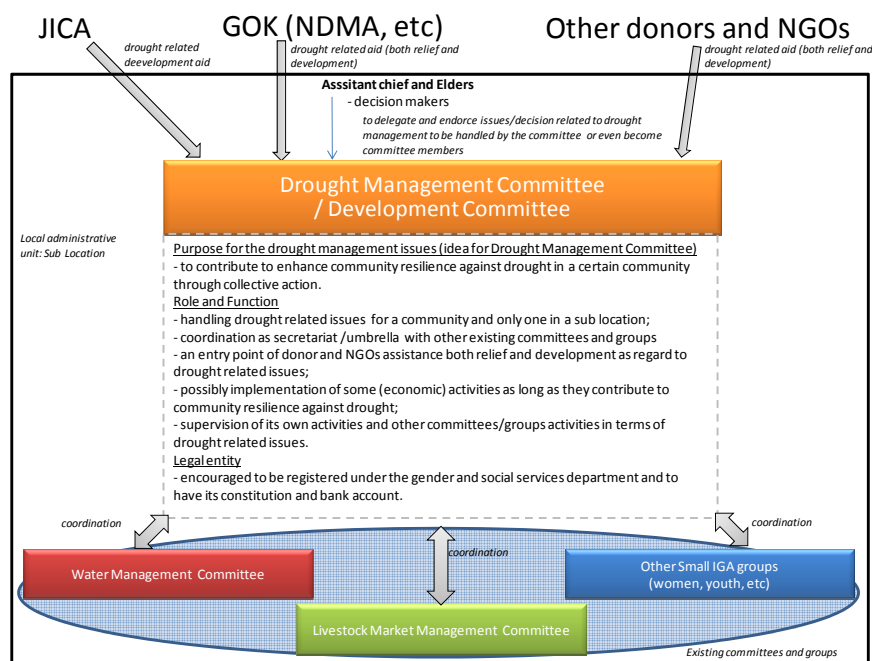 JICA
GOK (NDMA, etc)
Other donors and NGOs
drought related
deevelopment aid
drought related aid (both relief and
development)
drought related aid (both relief and
development)
Asssitant chief and Elders
- decision makers
to delegate and endorce issues/decision related to drought
management to be handled by the committee or even become
committee members
Drought Management Committee
/ Development Committee
Local administrative
unit: Sub Location
Purpose for the drought management issues (idea for Drought Management Committee)
- to contribute to enhance community resilience against drought in a certain community
through collective action.
Role and Function
- handling drought related issues for a community and only one in a sub location;
- coordination as secretariat /umbrella with other existing committees and groups
- an entry point of donor and NGOs assistance both relief and development as regard to
drought related issues;
- possibly implementation of some (economic) activities as long as they contribute to
community resilience against drought;
- supervision of its own activities and other committees/groups activities in terms of
drought related issues.
Legal entity
- encouraged to be registered under the gender and social services department and to
have its constitution and bank account.
coordination
coordination
coordination
Water Management Committee
Other Small IGA groups
(women, youth, etc)
Livestock Market Management Committee
Existing committees and groups